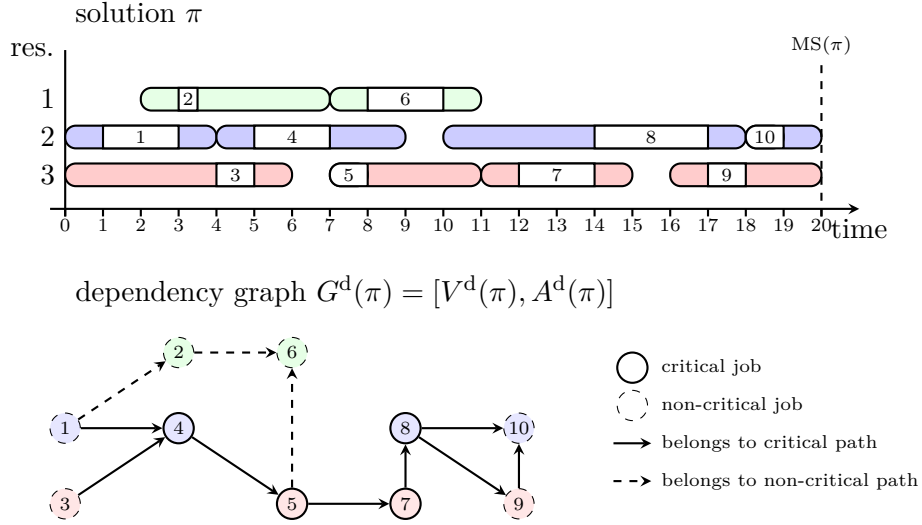 solution π
res.
MS(π)
1
2
6
2
1
4
8
10
3
3
5
7
9
0 1 2 3 4 5 6 7 8 9 10 11 12 13 14 15 16 17 18 19 20
time
dependency graph G^d(π) = [V^d(π), A^d(π)]
2
6
1
4
8
10
3
5
7
9
critical job
non-critical job
belongs to critical path
belongs to non-critical path